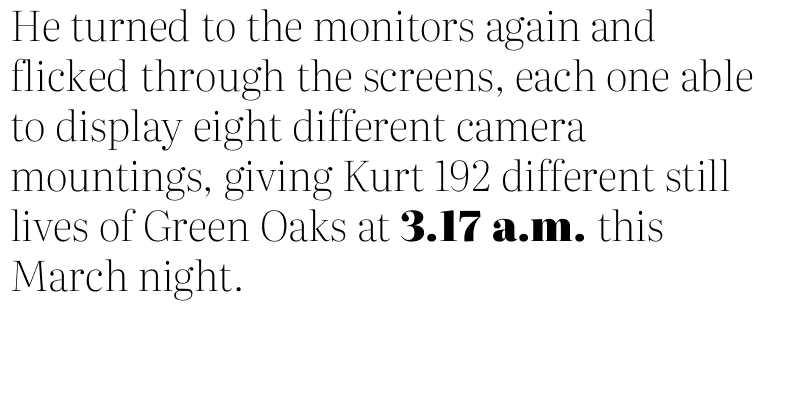 He turned to the monitors again and
flicked through the screens, each one able
to display eight different camera
mountings, giving Kurt 192 different still
lives of Green Oaks at 3.17 a.m. this
March night.